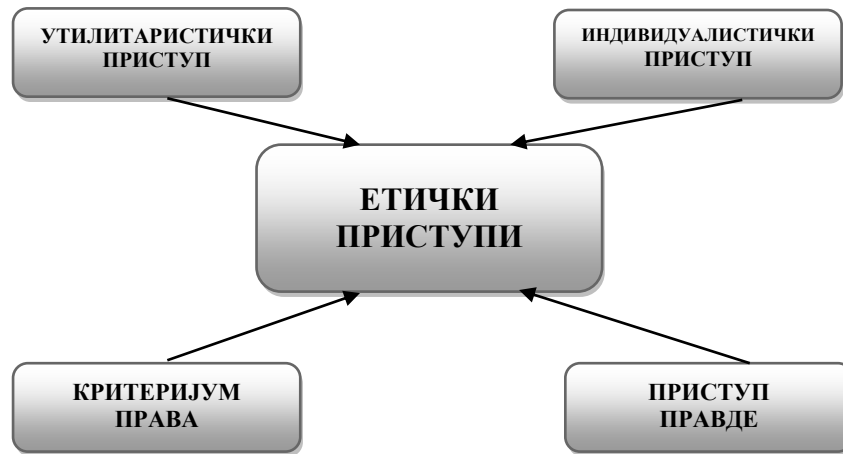 УТИЛИТАРИСТИЧКИ
ПРИСТУП
ИНДИВИДУАЛИСТИЧКИ
ПРИСТУП
ЕТИЧКИ
ПРИСТУПИ
КРИТЕРИЈУМ
ПРАВА
ПРИСТУП
ПРАВДЕ